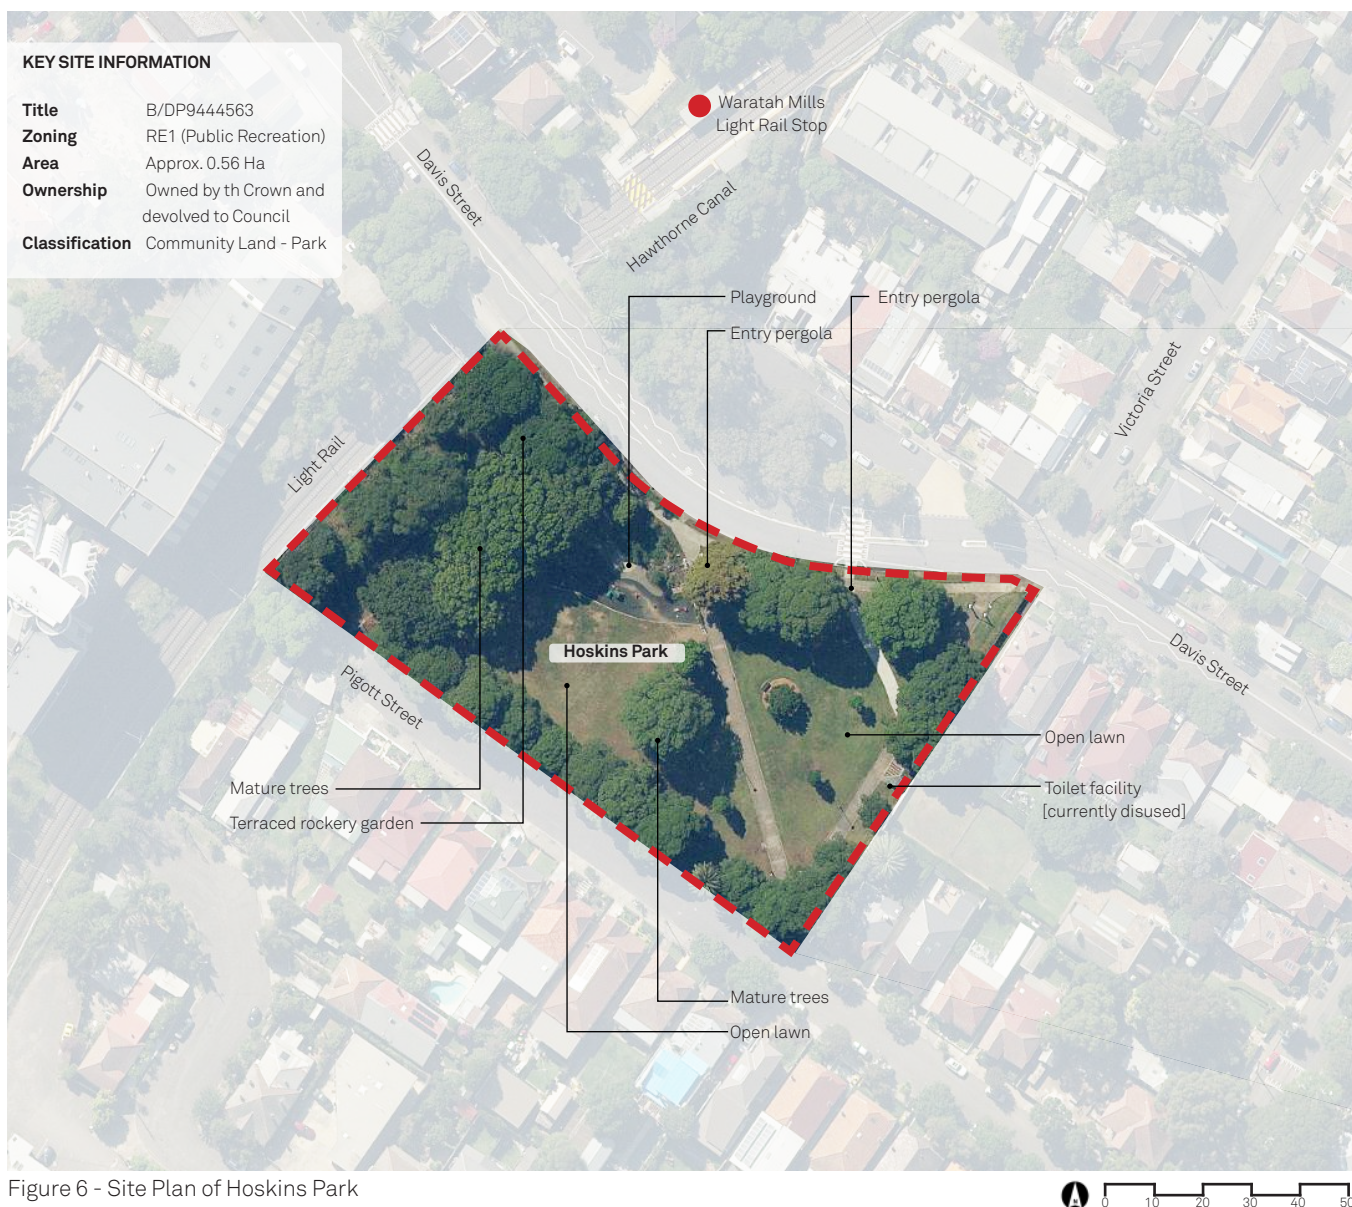 KEY SITE INFORMATION
Title B/DP9444563
Zoning RE1 (Public Recreation)
Area Approx. 0.56 Ha
Ownership Owned by th Crown and
devolved to Council
Classification Community Land - Park
Waratah Mills
Light Rail Stop
Davis Street
Hawthorne Canal
Playground
Entry pergola
Entry pergola
Victoria Street
Light Rail
Hoskins Park
Pigott Street
Davis Street
Open lawn
Mature trees
Toilet facility
[currently disused]
Terraced rockery garden
Mature trees
Open lawn
Figure 6 - Site Plan of Hoskins Park
N
0 10 20 30 40 50